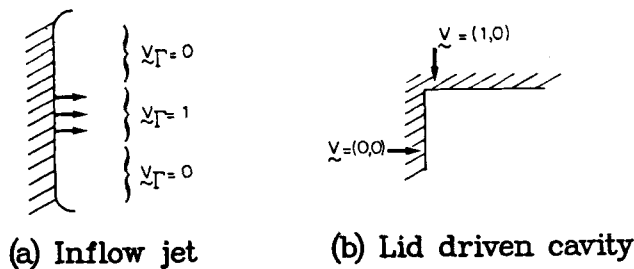 v_Γ = 0
v_Γ = 1
v_Γ = 0
(a) Inflow jet
v = (1,0)
v = (0,0)
(b) Lid driven cavity